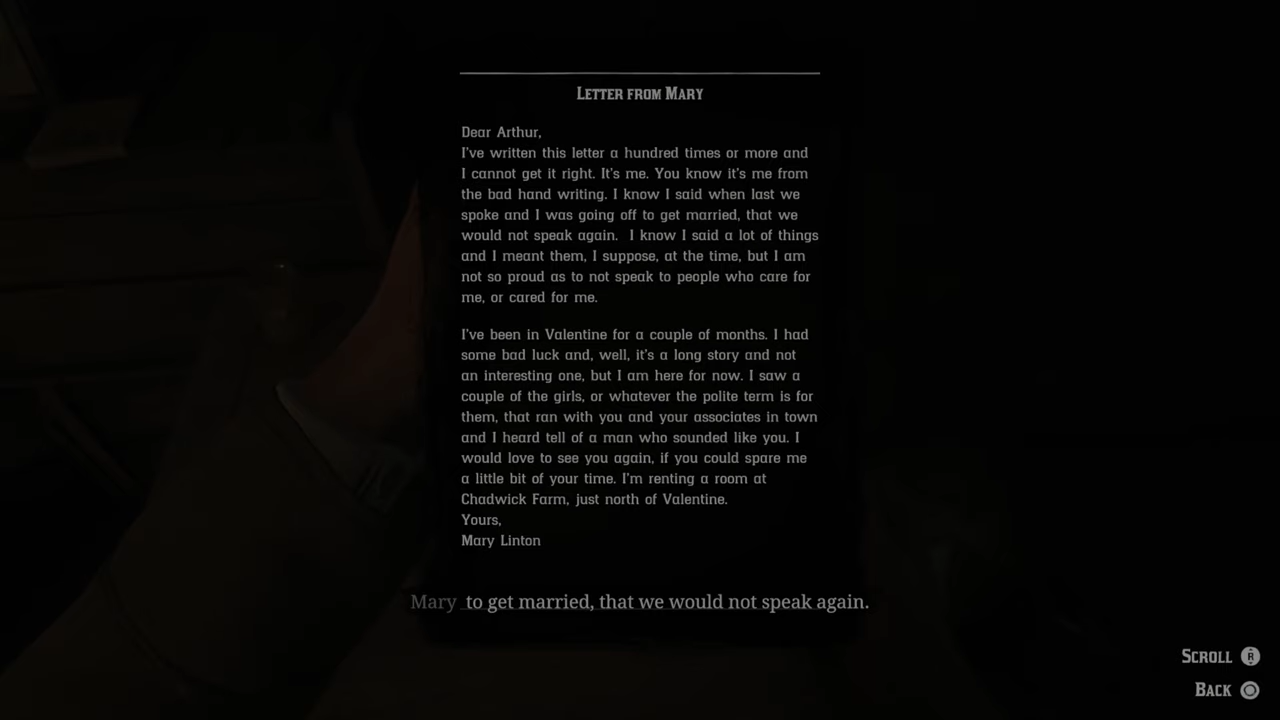 Letter from Mary
Dear Arthur,
I've written this letter a hundred times or more and
I cannot get it right. It's me. You know it's me from
the bad hand writing. I know I said when last we
spoke and I was going off to get married, that we
would not speak again.  I know I said a lot of things
and I meant them, I suppose, at the time, but I am
not so proud as to not speak to people who care for
me, or cared for me.
I've been in Valentine for a couple of months. I had
some bad luck and, well, it's a long story and not
an interesting one, but I am here for now. I saw a
couple of the girls, or whatever the polite term is for
them, that ran with you and your associates in town
and I heard tell of a man who sounded like you. I
would love to see you again, if you could spare me
a little bit of your time. I'm renting a room at
Chadwick Farm, just north of Valentine.
Yours,
Mary Linton
Mary to get married, that we would not speak again.
Scroll R
Back